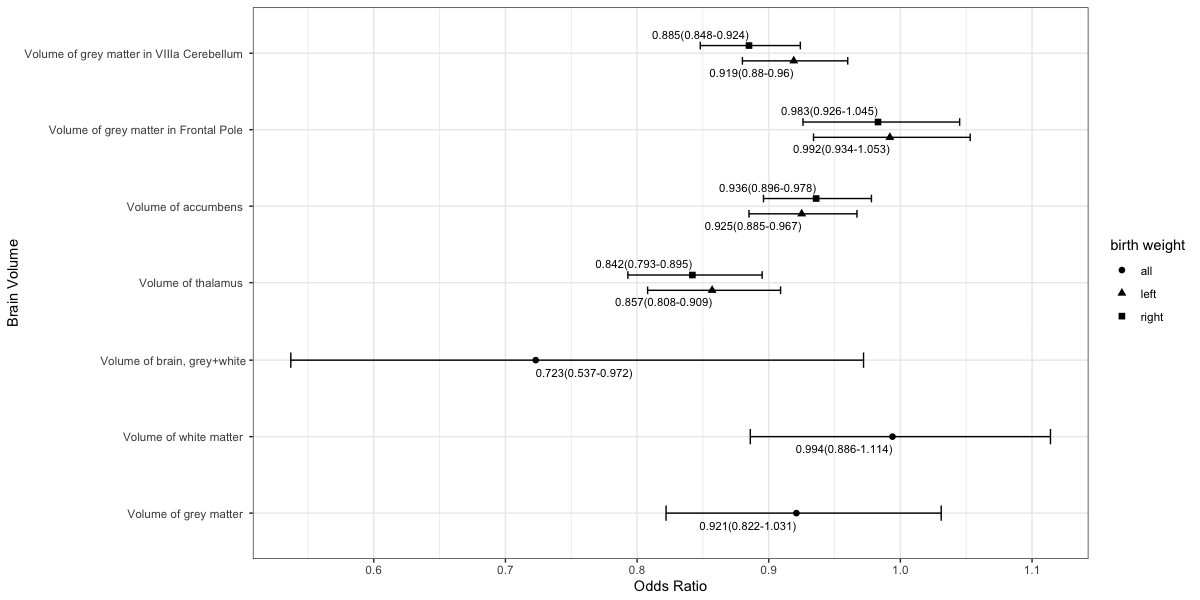 0.885(0.848-0.924)
Volume of grey matter in VIIIa Cerebellum
0.919(0.88-0.96)
0.983(0.926-1.045)
Volume of grey matter in Frontal Pole
0.992(0.934-1.053)
0.936(0.896-0.978)
Volume of accumbens
0.925(0.885-0.967)
0.842(0.793-0.895)
Volume of thalamus
0.857(0.808-0.909)
Volume of brain, grey+white
0.723(0.537-0.972)
Volume of white matter
0.994(0.886-1.114)
Volume of grey matter
0.921(0.822-1.031)
Brain Volume
0.6 0.7 0.8 0.9 1.0 1.1
Odds Ratio
birth weight
all
left
right